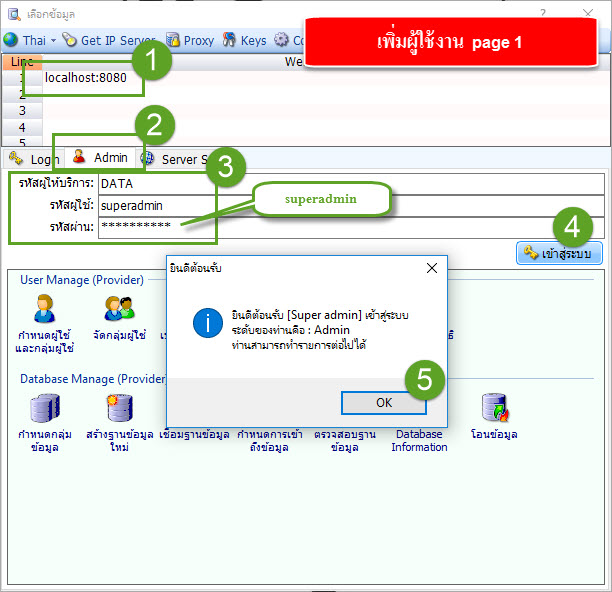 เลือกข้อมูล
?
Thai
Get IP Server
Proxy
Keys
เพิ่มผู้ใช้งาน page 1
Line
We
1
localhost:8080
1
2
3
4
5
2
Login
Admin
Server S
3
รหัสผู้ให้บริการ:
DATA
รหัสผู้ใช้:
superadmin
superadmin
รหัสผ่าน:
**********
4
เข้าสู่ระบบ
User Manage (Provider)
กำหนดผู้ใช้
และกลุ่มผู้ใช้
จัดกลุ่มผู้ใช้
ยินดีต้อนรับ
ยินดีต้อนรับ [Super admin] เข้าสู่ระบบ
ระดับของท่านคือ : Admin
ท่านสามารถทำรายการต่อไปได้
5
OK
Database Manage (Provider)
กำหนดกลุ่ม
ข้อมูล
สร้างฐานข้อมูล
ใหม่
เชื่อมฐานข้อมูล
กำหนดการเข้า
ถึงข้อมูล
ตรวจสอบฐาน
ข้อมูล
Database
Information
โอนข้อมูล